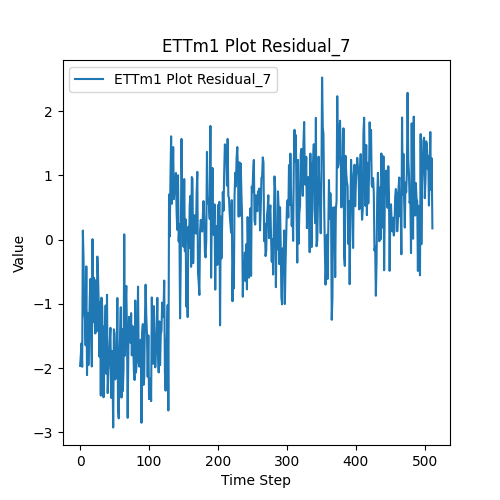 ETTm1 Plot Residual_7
ETTm1 Plot Residual_7
2
1
0
−1
−2
−3
Value
0 100 200 300 400 500
Time Step